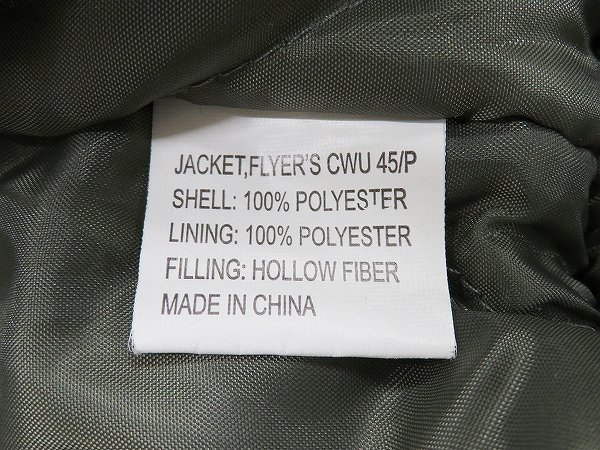 JACKET,FLYER'S CWU 45/P
SHELL: 100% POLYESTER
LINING: 100% POLYESTER
FILLING: HOLLOW FIBER
MADE IN CHINA